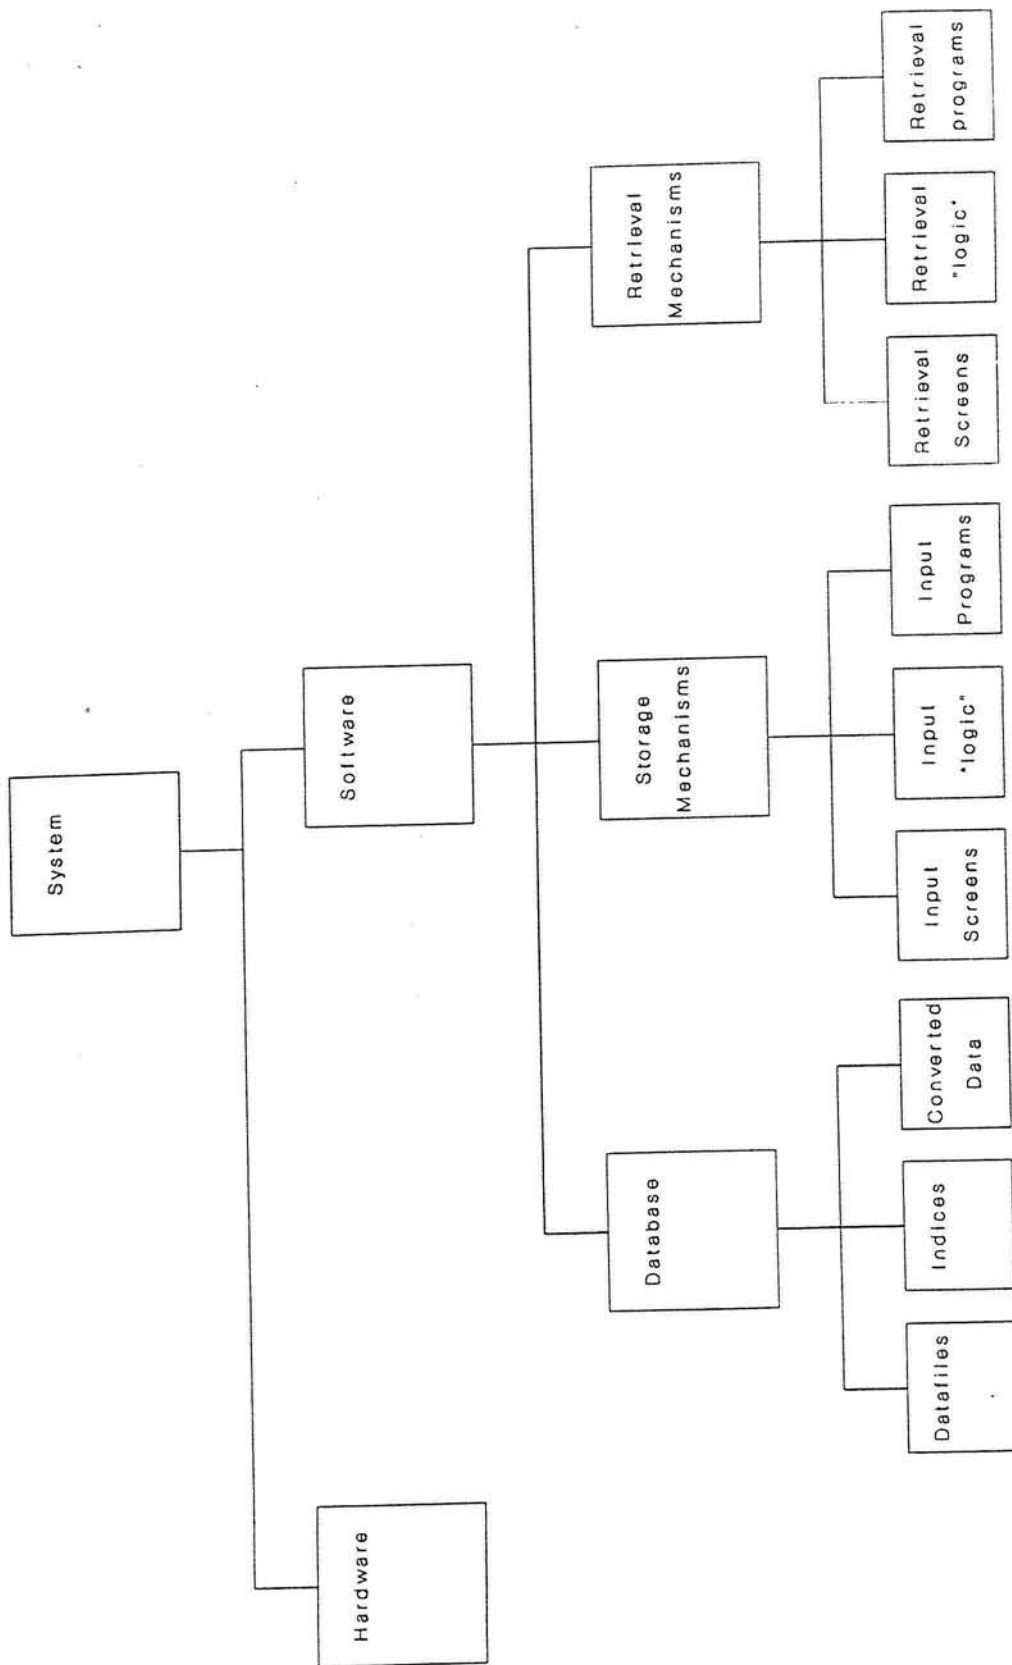 System
Hardware
Software
Database
Storage
Mechanisms
Retrieval
Mechanisms
Datafiles
Indices
Converted
Data
Input
Screens
Input
"logic"
Input
Programs
Retrieval
Screens
Retrieval
"logic"
Retrieval
programs